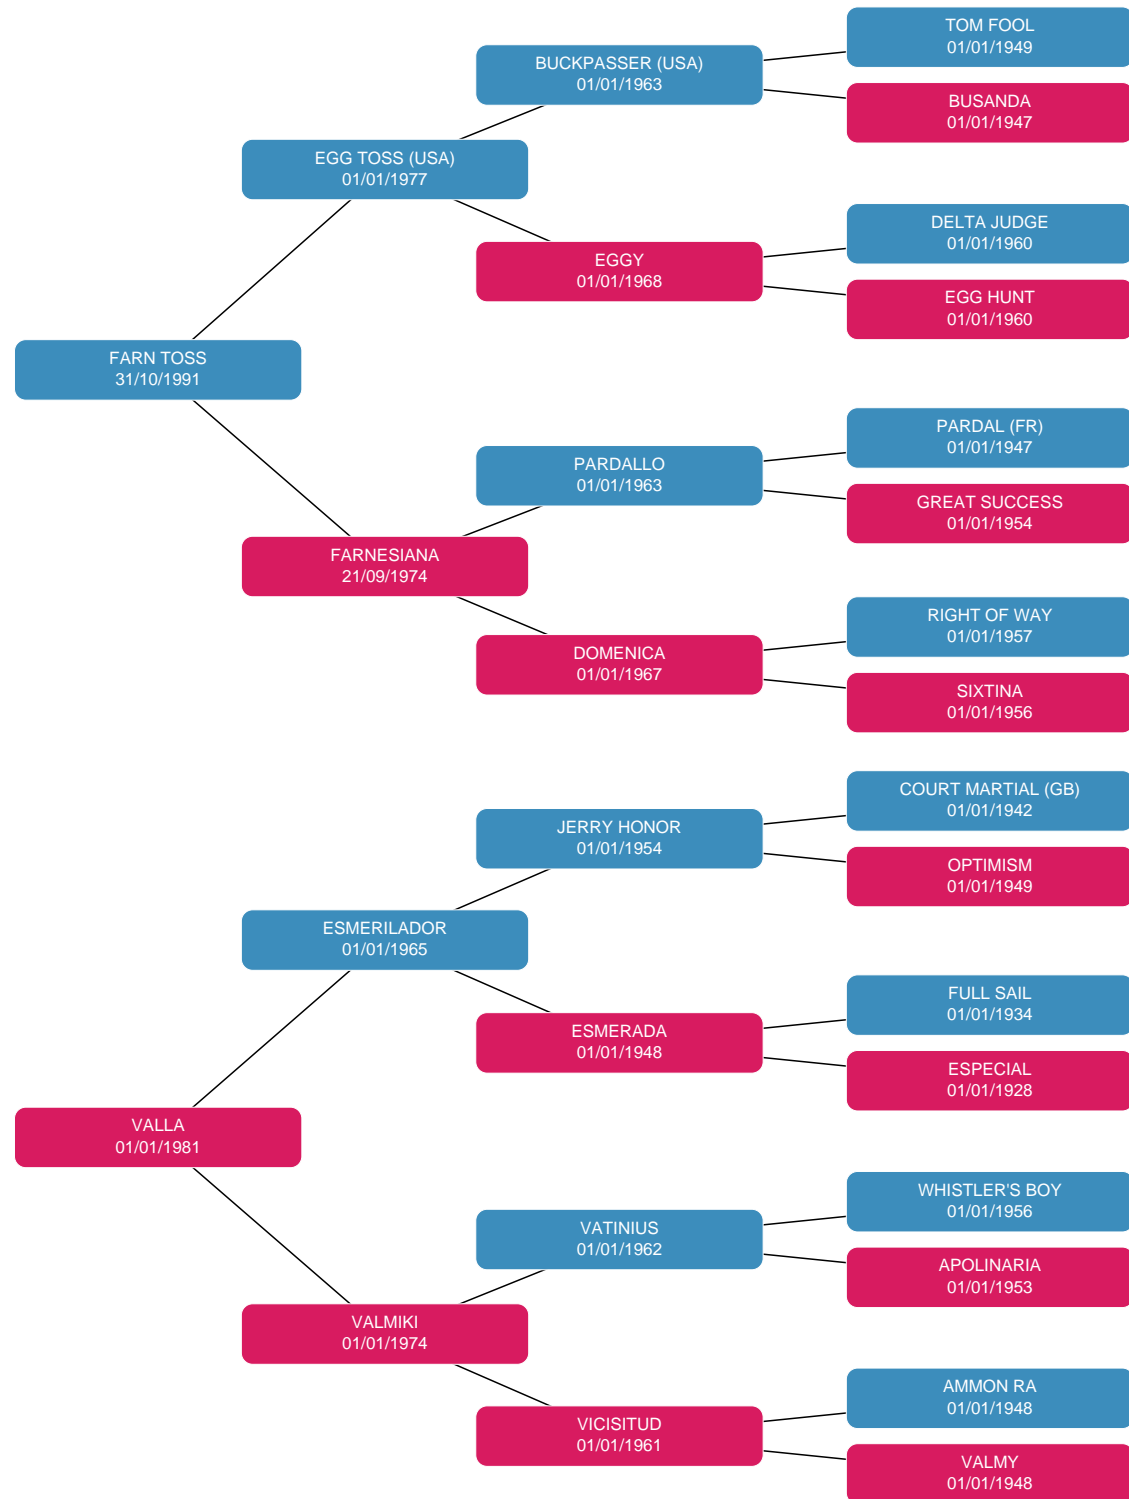 TOM FOOL
01/01/1949
BUCKPASSER (USA)
01/01/1963
BUSANDA
01/01/1947
EGG TOSS (USA)
01/01/1977
DELTA JUDGE
01/01/1960
EGGY
01/01/1968
EGG HUNT
01/01/1960
FARN TOSS
31/10/1991
PARDAL (FR)
01/01/1947
PARDALLO
01/01/1963
GREAT SUCCESS
01/01/1954
FARNESIANA
21/09/1974
RIGHT OF WAY
01/01/1957
DOMENICA
01/01/1967
SIXTINA
01/01/1956
COURT MARTIAL (GB)
01/01/1942
JERRY HONOR
01/01/1954
OPTIMISM
01/01/1949
ESMERILADOR
01/01/1965
FULL SAIL
01/01/1934
ESMERADA
01/01/1948
ESPECIAL
01/01/1928
VALLA
01/01/1981
WHISTLER'S BOY
01/01/1956
VATINIUS
01/01/1962
APOLINARIA
01/01/1953
VALMIKI
01/01/1974
AMMON RA
01/01/1948
VICISITUD
01/01/1961
VALMY
01/01/1948